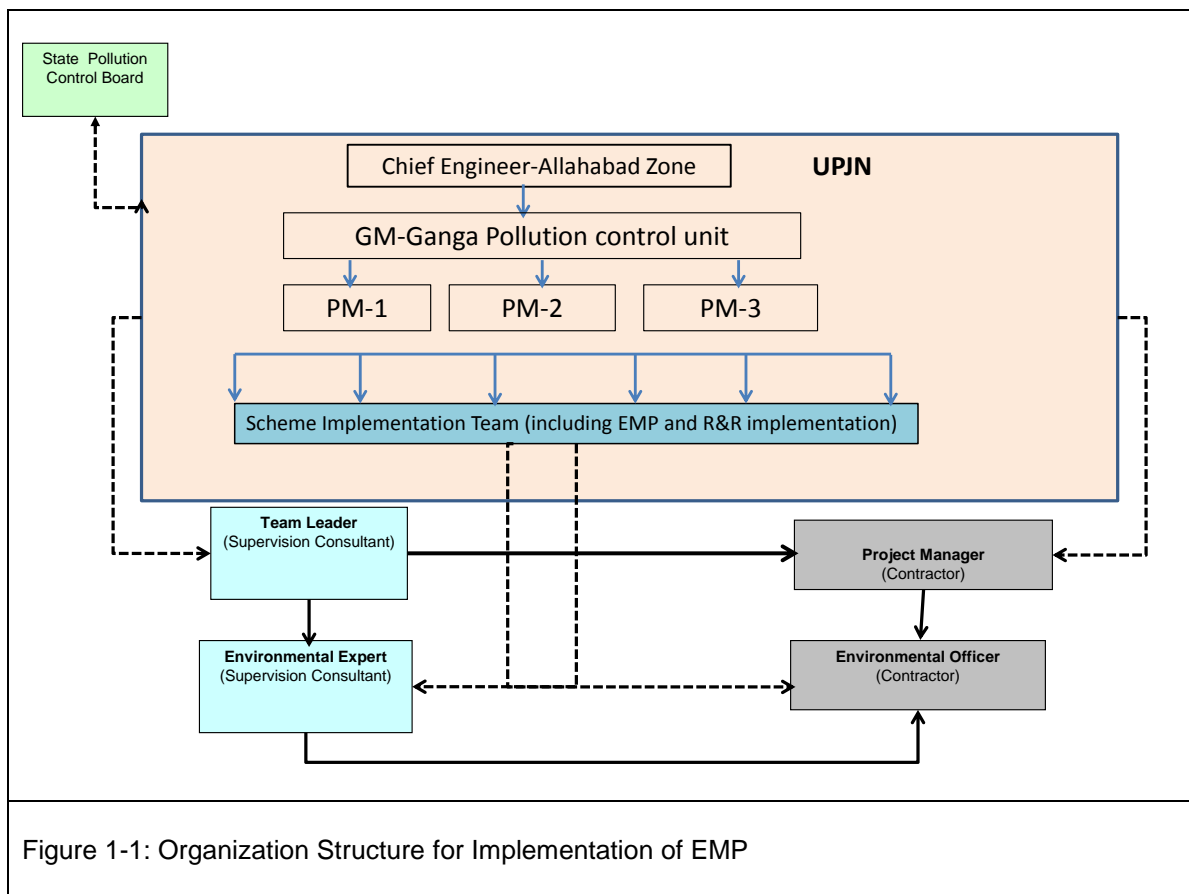 State Pollution
Control Board
Chief Engineer-Allahabad Zone
UPJN
GM-Ganga Pollution control unit
PM-1
PM-2
PM-3
Scheme Implementation Team (including EMP and R&R implementation)
Team Leader
(Supervision Consultant)
Project Manager
(Contractor)
Environmental Expert
(Supervision Consultant)
Environmental Officer
(Contractor)
Figure 1-1: Organization Structure for Implementation of EMP